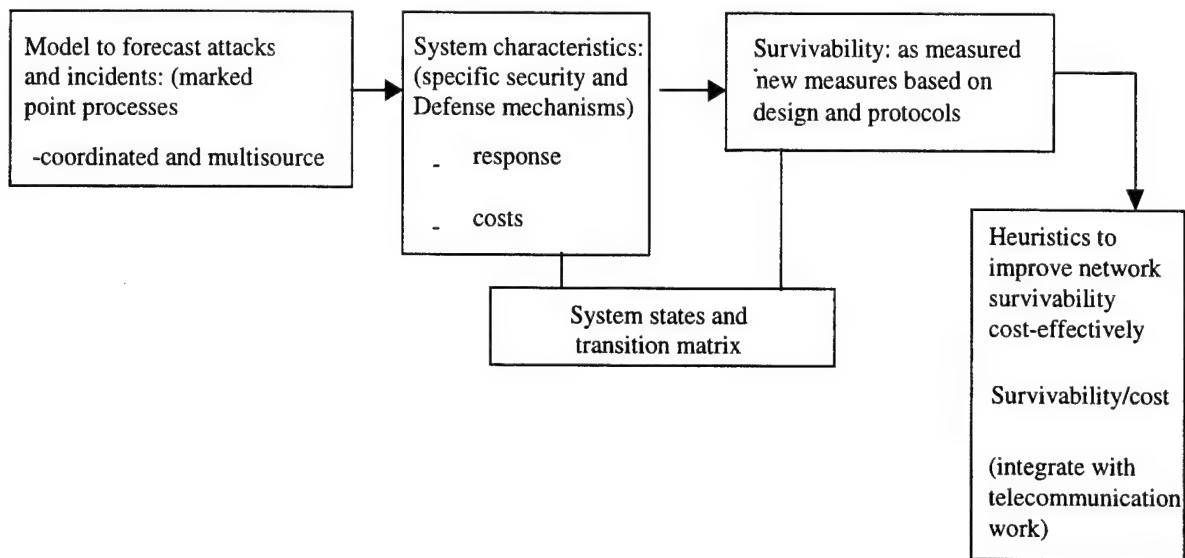 Model to forecast attacks
and incidents: (marked
point processes
-coordinated and multisource
System characteristics:
(specific security and
Defense mechanisms)
- response
- costs
Survivability: as measured
new measures based on
design and protocols
System states and
transition matrix
Heuristics to
improve network
survivability
cost-effectively
Survivability/cost
(integrate with
telecommunication
work)